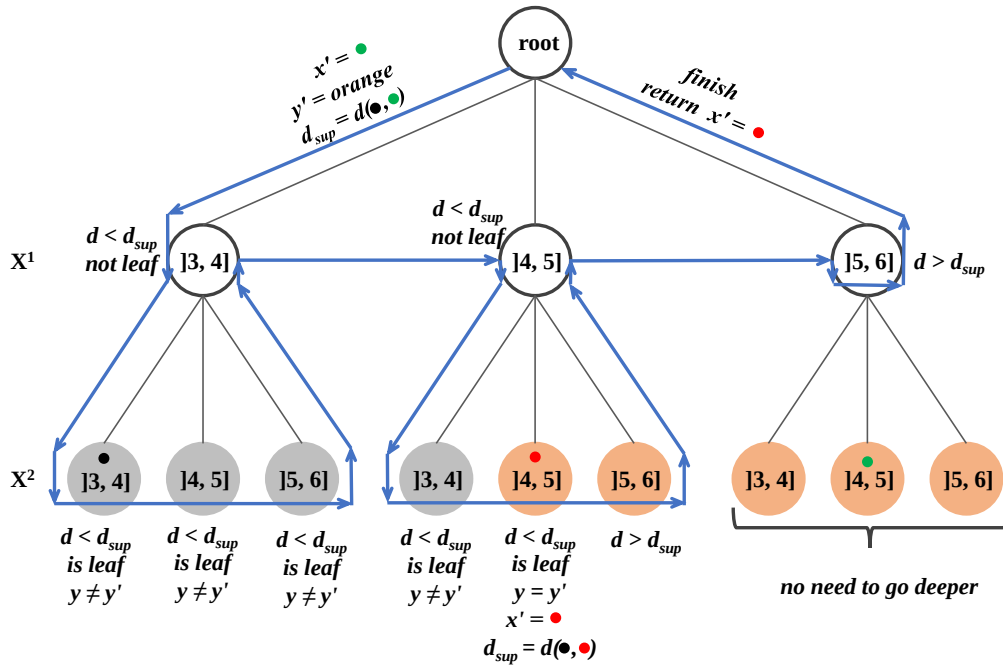 root
x' =
y' = orange
d_sup = d( , )
finish
return x' =
d < d_sup
not leaf
d < d_sup
not leaf
X¹
]3, 4]
]4, 5]
]5, 6]
d > d_sup
X²
]3, 4]
]4, 5]
]5, 6]
]3, 4]
]4, 5]
]5, 6]
]3, 4]
]4, 5]
]5, 6]
d < d_sup
is leaf
y ≠ y'
d < d_sup
is leaf
y ≠ y'
d < d_sup
is leaf
y ≠ y'
d < d_sup
is leaf
y ≠ y'
d < d_sup
is leaf
y = y'
x' =
d_sup = d( , )
d > d_sup
no need to go deeper